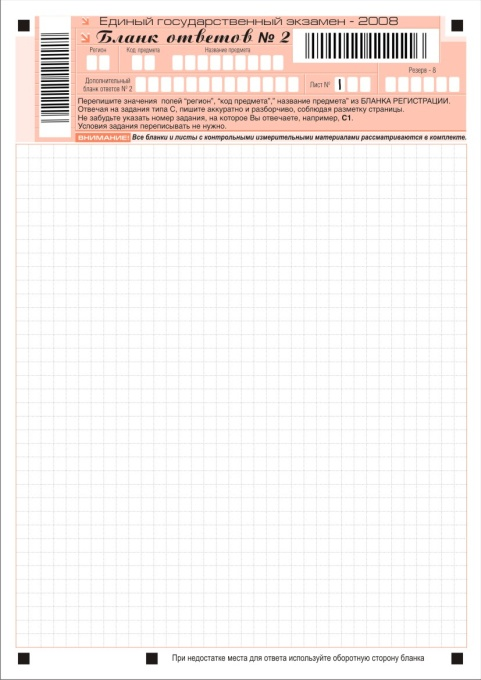 Единый государственный экзамен - 2008
Бланк ответов № 2
Регион Код предмета Название предмета
Резерв - 8
Дополнительный
бланк ответов № 2
Лист № 1
Перепишите значения полей "регион", "код предмета"," название предмета" из БЛАНКА РЕГИСТРАЦИИ.
Отвечая на задания типа С, пишите аккуратно и разборчиво, соблюдая разметку страницы.
Не забудьте указать номер задания, на которое Вы отвечаете, например, С1.
Условия задания переписывать не нужно.
ВНИМАНИЕ! Все бланки и листы с контрольными измерительными материалами рассматриваются в комплекте.
При недостатке места для ответа используйте оборотную сторону бланка